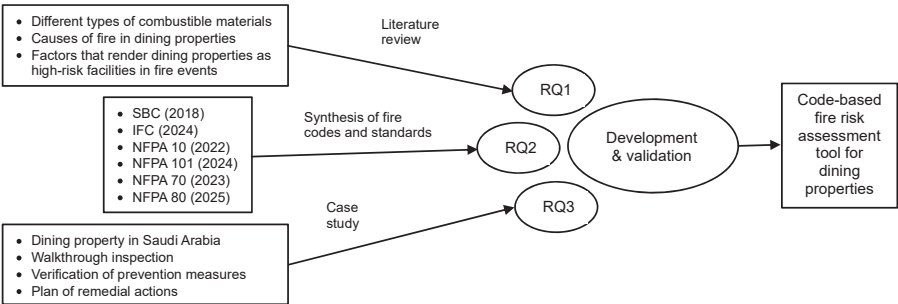 • Different types of combustible materials
• Causes of fire in dining properties
• Factors that render dining properties as
high-risk facilities in fire events
Literature
review
RQ1
• SBC (2018)
• IFC (2024)
• NFPA 10 (2022)
• NFPA 101 (2024)
• NFPA 70 (2023)
• NFPA 80 (2025)
Synthesis of fire
codes and standards
RQ2
Development
& validation
Code-based
fire risk
assessment
tool for
dining
properties
• Dining property in Saudi Arabia
• Walkthrough inspection
• Verification of prevention measures
• Plan of remedial actions
Case
study
RQ3